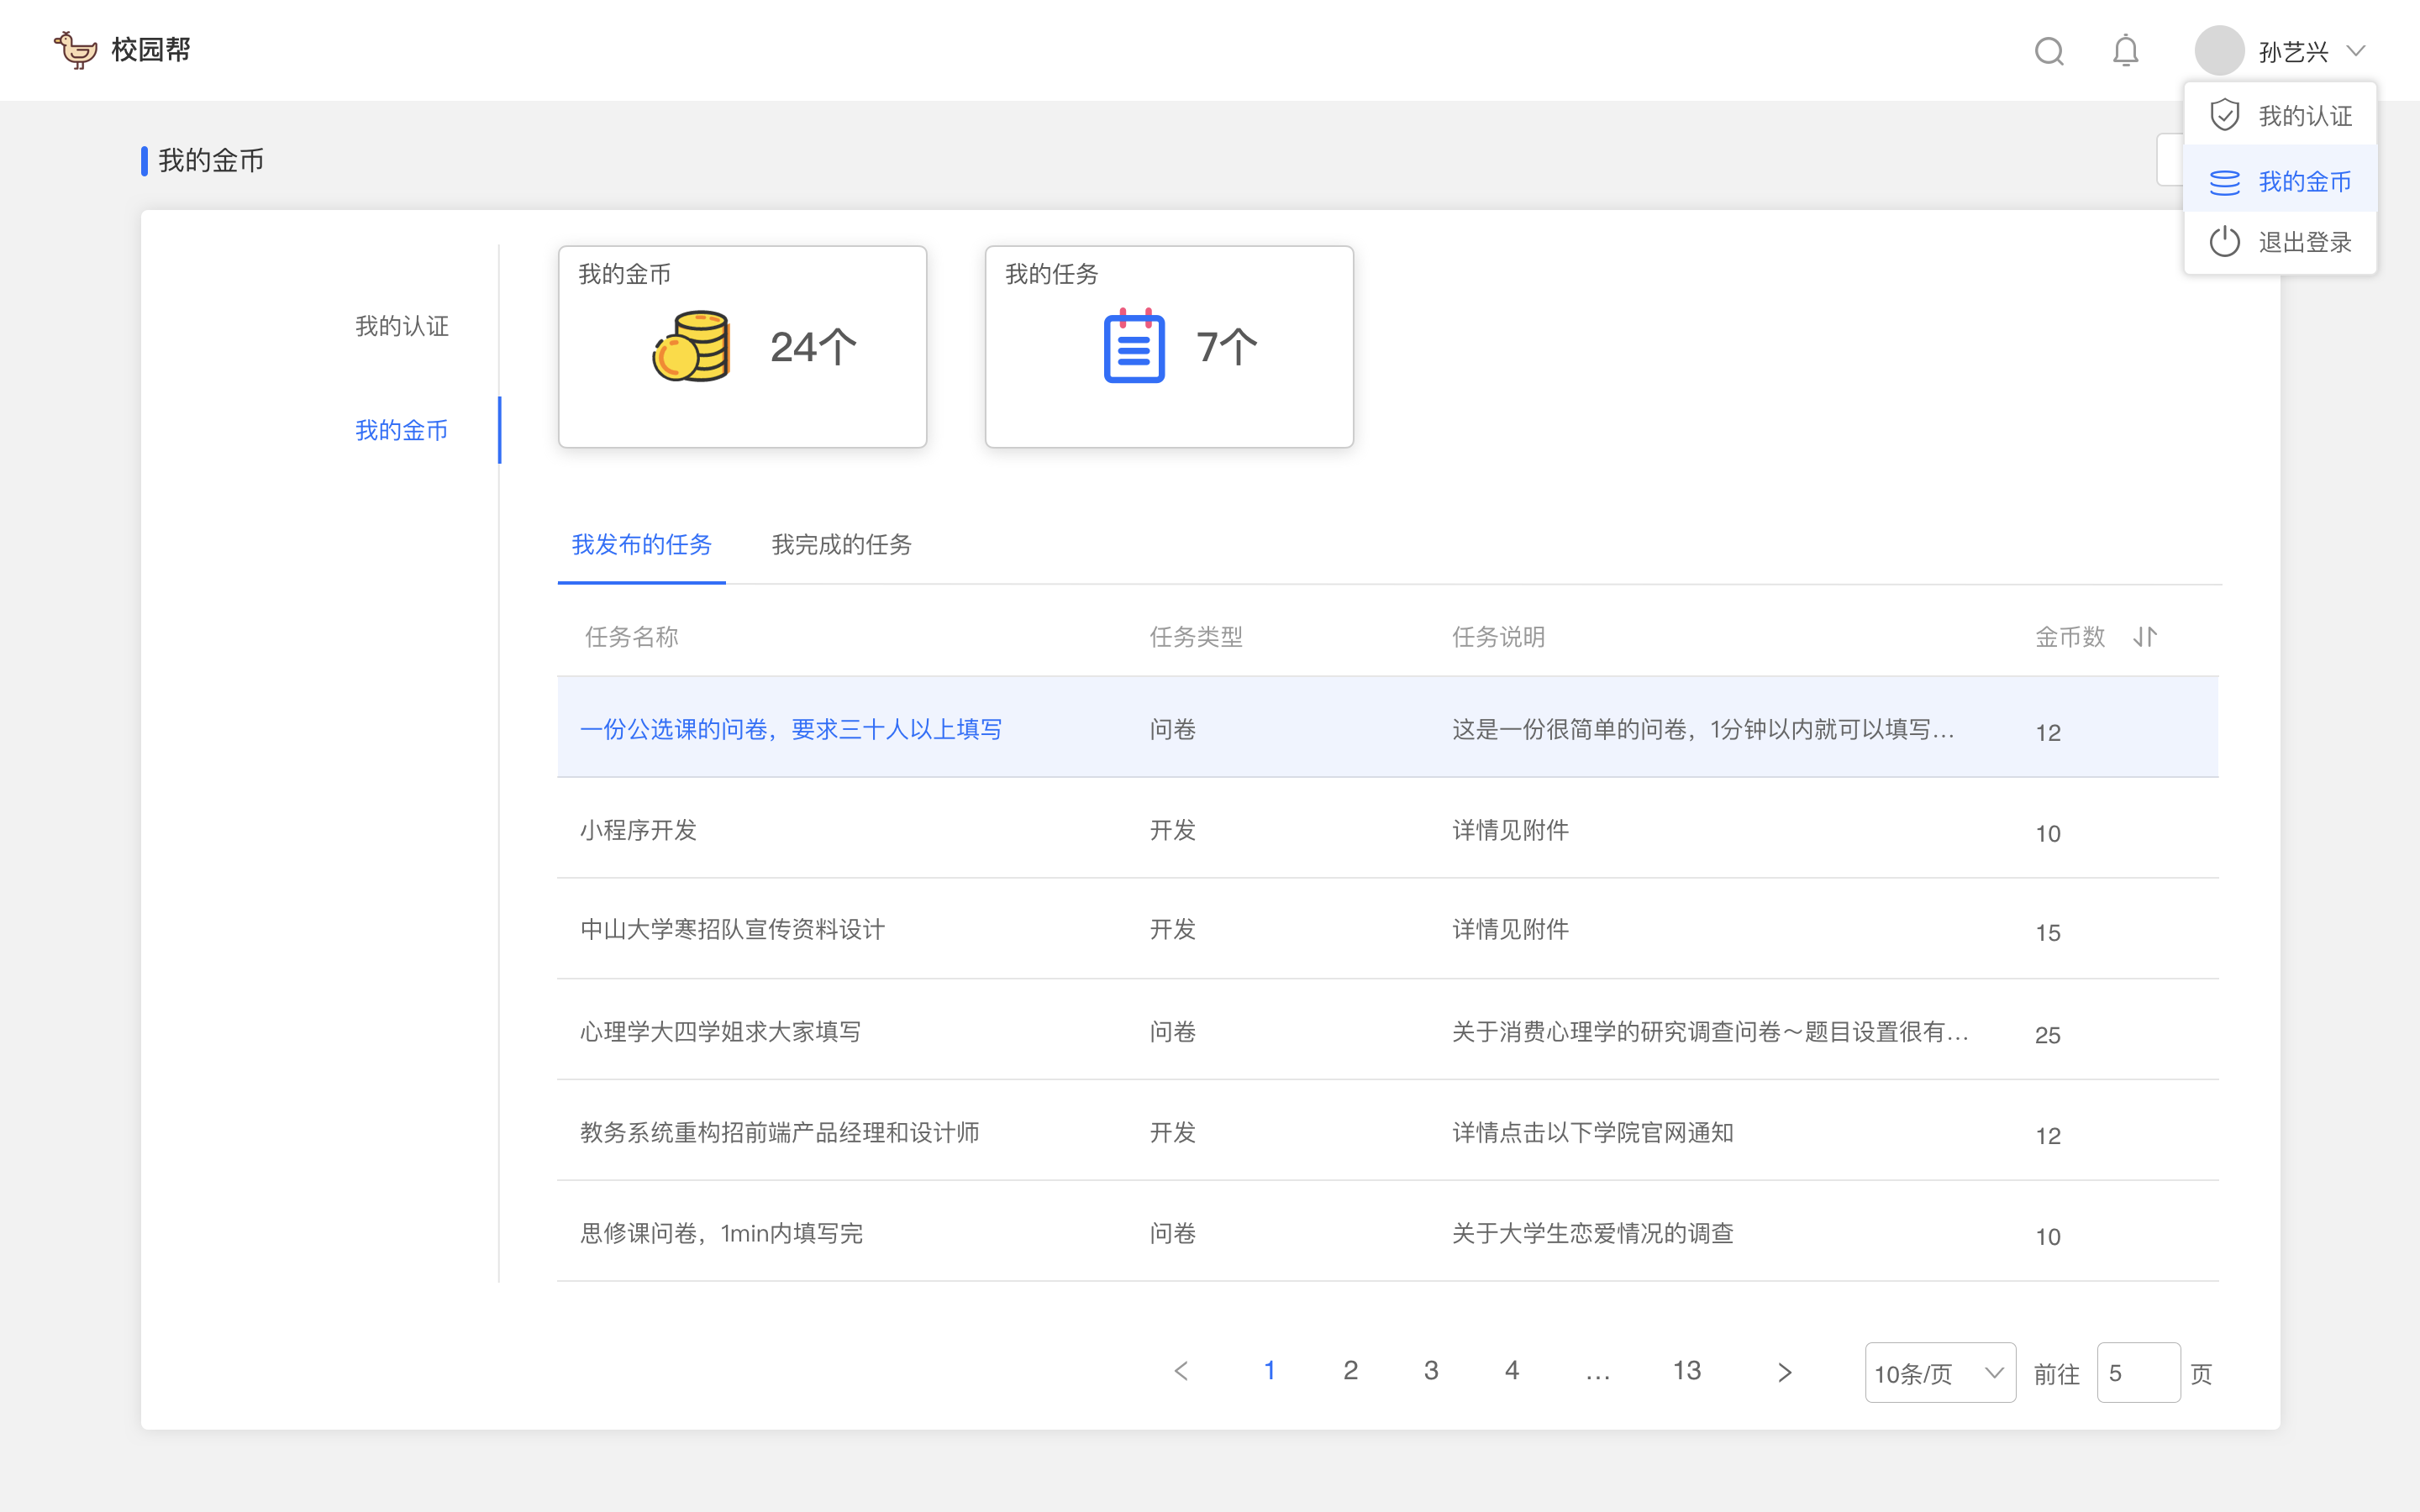 校园帮
孙艺兴
我的认证
我的金币
退出登录
我的金币
我的认证
我的金币
我的金币
24个
我的任务
7个
我发布的任务 我完成的任务
任务名称 任务类型 任务说明 金币数
一份公选课的问卷，要求三十人以上填写 问卷 这是一份很简单的问卷，1分钟以内就可以填写… 12
小程序开发 开发 详情见附件 10
中山大学寒招队宣传资料设计 开发 详情见附件 15
心理学大四学姐求大家填写 问卷 关于消费心理学的研究调查问卷～题目设置很有… 25
教务系统重构招前端产品经理和设计师 开发 详情点击以下学院官网通知 12
思修课问卷，1min内填写完 问卷 关于大学生恋爱情况的调查 10
< 1 2 3 4 … 13 > 10条/页 前往 5 页